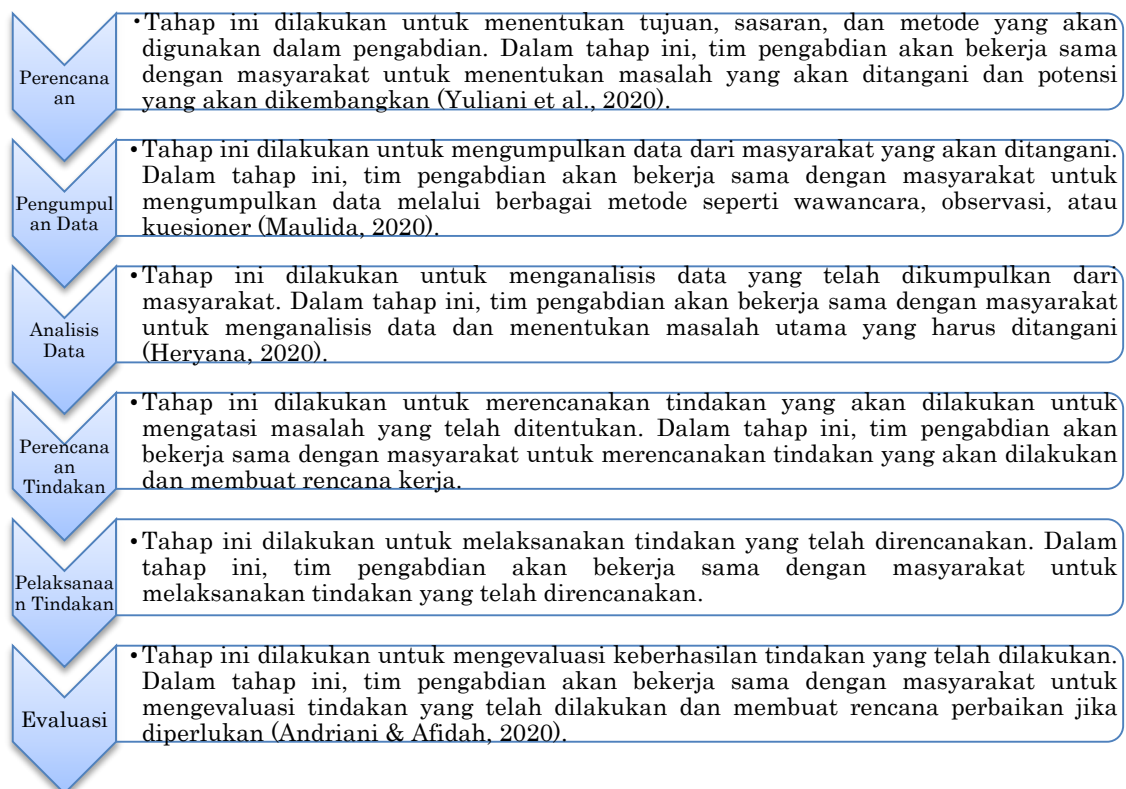 Perencana
an
•Tahap ini dilakukan untuk menentukan tujuan, sasaran, dan metode yang akan
digunakan dalam pengabdian. Dalam tahap ini, tim pengabdian akan bekerja sama
dengan masyarakat untuk menentukan masalah yang akan ditangani dan potensi
yang akan dikembangkan (Yuliani et al., 2020).
Pengumpul
an Data
•Tahap ini dilakukan untuk mengumpulkan data dari masyarakat yang akan ditangani.
Dalam tahap ini, tim pengabdian akan bekerja sama dengan masyarakat untuk
mengumpulkan data melalui berbagai metode seperti wawancara, observasi, atau
kuesioner (Maulida, 2020).
Analisis
Data
•Tahap ini dilakukan untuk menganalisis data yang telah dikumpulkan dari
masyarakat. Dalam tahap ini, tim pengabdian akan bekerja sama dengan masyarakat
untuk menganalisis data dan menentukan masalah utama yang harus ditangani
(Heryana, 2020).
Perencana
an
Tindakan
•Tahap ini dilakukan untuk merencanakan tindakan yang akan dilakukan untuk
mengatasi masalah yang telah ditentukan. Dalam tahap ini, tim pengabdian akan
bekerja sama dengan masyarakat untuk merencanakan tindakan yang akan dilakukan
dan membuat rencana kerja.
Pelaksanaa
n Tindakan
•Tahap ini dilakukan untuk melaksanakan tindakan yang telah direncanakan. Dalam
tahap ini, tim pengabdian akan bekerja sama dengan masyarakat untuk
melaksanakan tindakan yang telah direncanakan.
Evaluasi
•Tahap ini dilakukan untuk mengevaluasi keberhasilan tindakan yang telah dilakukan.
Dalam tahap ini, tim pengabdian akan bekerja sama dengan masyarakat untuk
mengevaluasi tindakan yang telah dilakukan dan membuat rencana perbaikan jika
diperlukan (Andriani & Afidah, 2020).